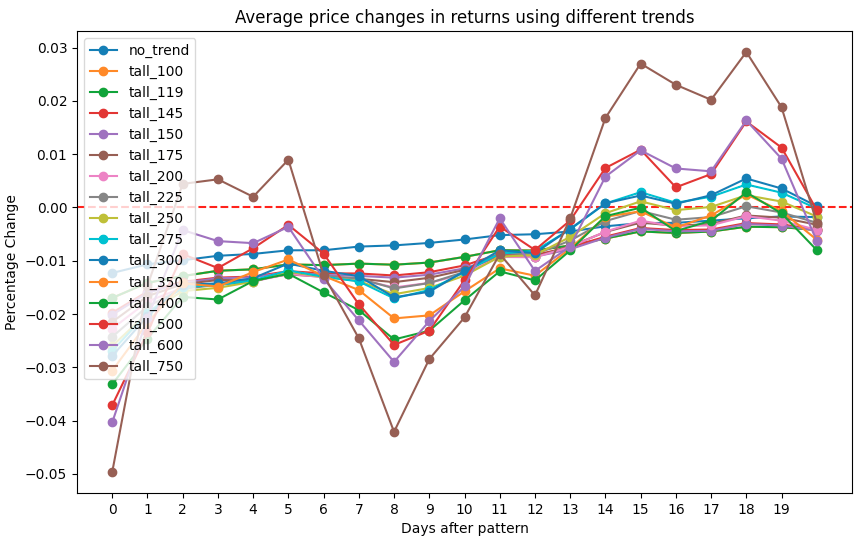 Average price changes in returns using different trends
Percentage Change
0.03
0.02
0.01
0.00
−0.01
−0.02
−0.03
−0.04
−0.05
no_trend
tall_100
tall_119
tall_145
tall_150
tall_175
tall_200
tall_225
tall_250
tall_275
tall_300
tall_350
tall_400
tall_500
tall_600
tall_750
0 1 2 3 4 5 6 7 8 9 10 11 12 13 14 15 16 17 18 19
Days after pattern